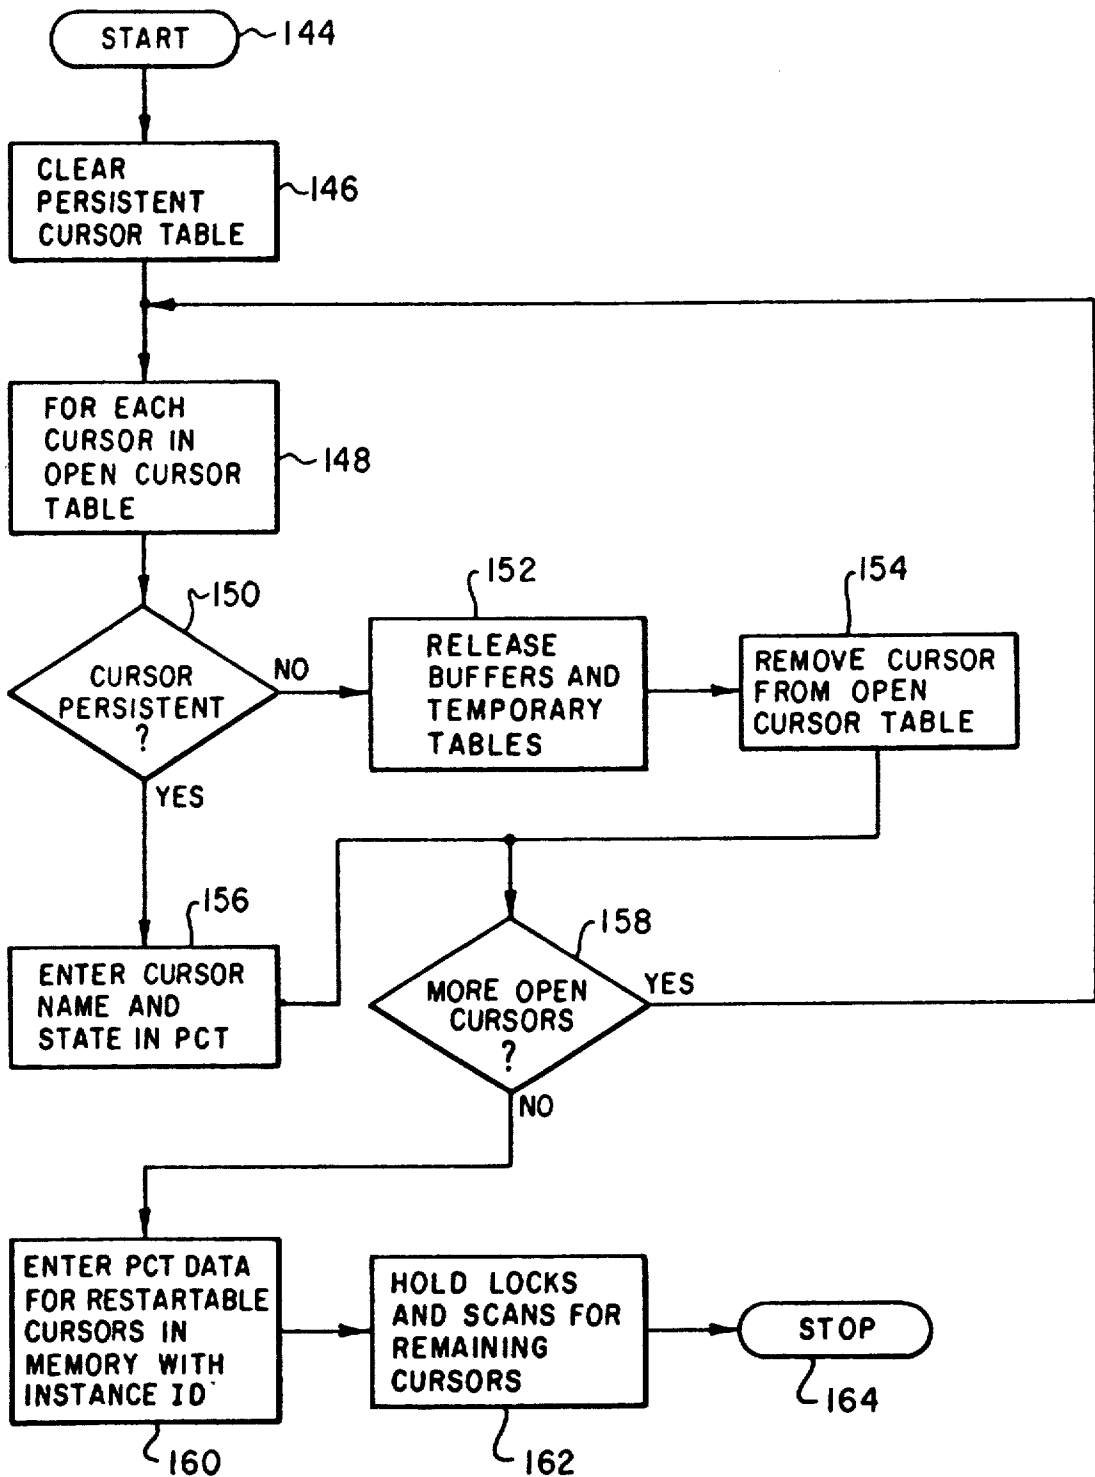 START
144
CLEAR
PERSISTENT
CURSOR TABLE
146
FOR EACH
CURSOR IN
OPEN CURSOR
TABLE
148
150
CURSOR
PERSISTENT
?
NO
YES
152
RELEASE
BUFFERS AND
TEMPORARY
TABLES
154
REMOVE CURSOR
FROM OPEN
CURSOR TABLE
156
ENTER CURSOR
NAME AND
STATE IN PCT
158
MORE OPEN
CURSORS
?
YES
NO
ENTER PCT DATA
FOR RESTARTABLE
CURSORS IN
MEMORY WITH
INSTANCE ID
160
HOLD LOCKS
AND SCANS FOR
REMAINING
CURSORS
162
STOP
164